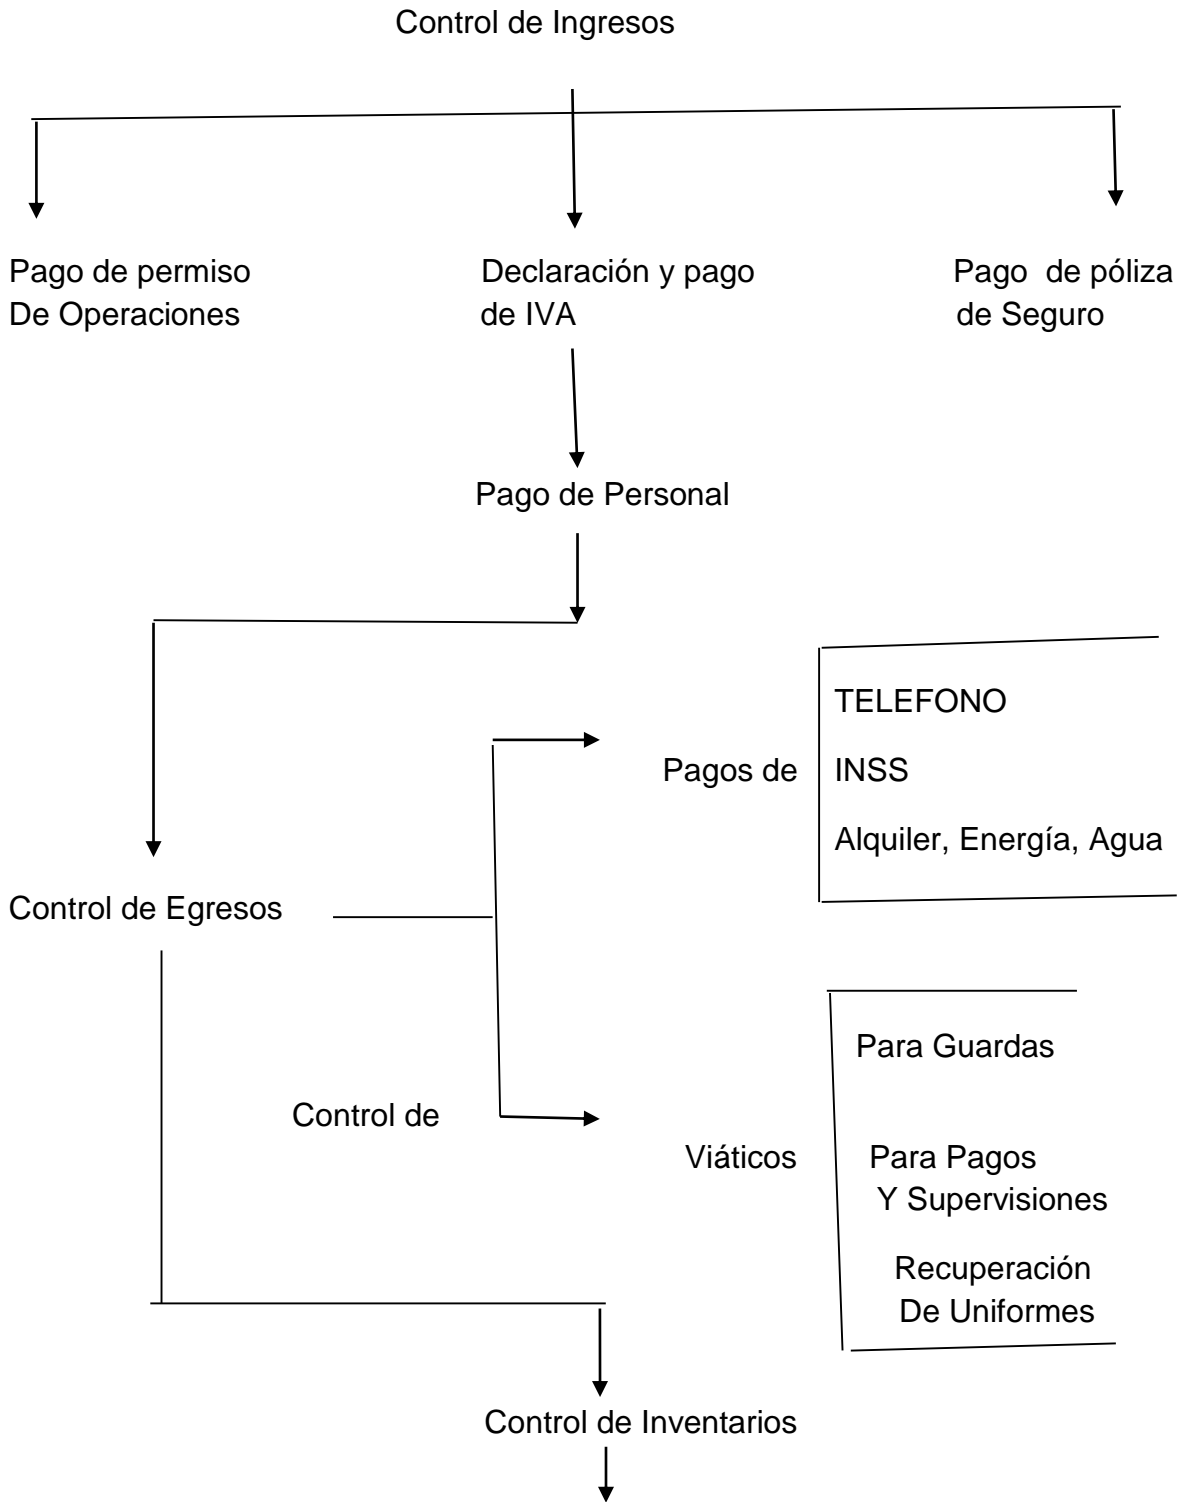 Control de Ingresos
Pago de permiso
De Operaciones
Declaración y pago
de IVA
Pago de póliza
de Seguro
Pago de Personal
TELEFONO
Pagos de
INSS
Alquiler, Energía, Agua
Control de Egresos
Para Guardas
Control de
Viáticos
Para Pagos
Y Supervisiones
Recuperación
De Uniformes
Control de Inventarios